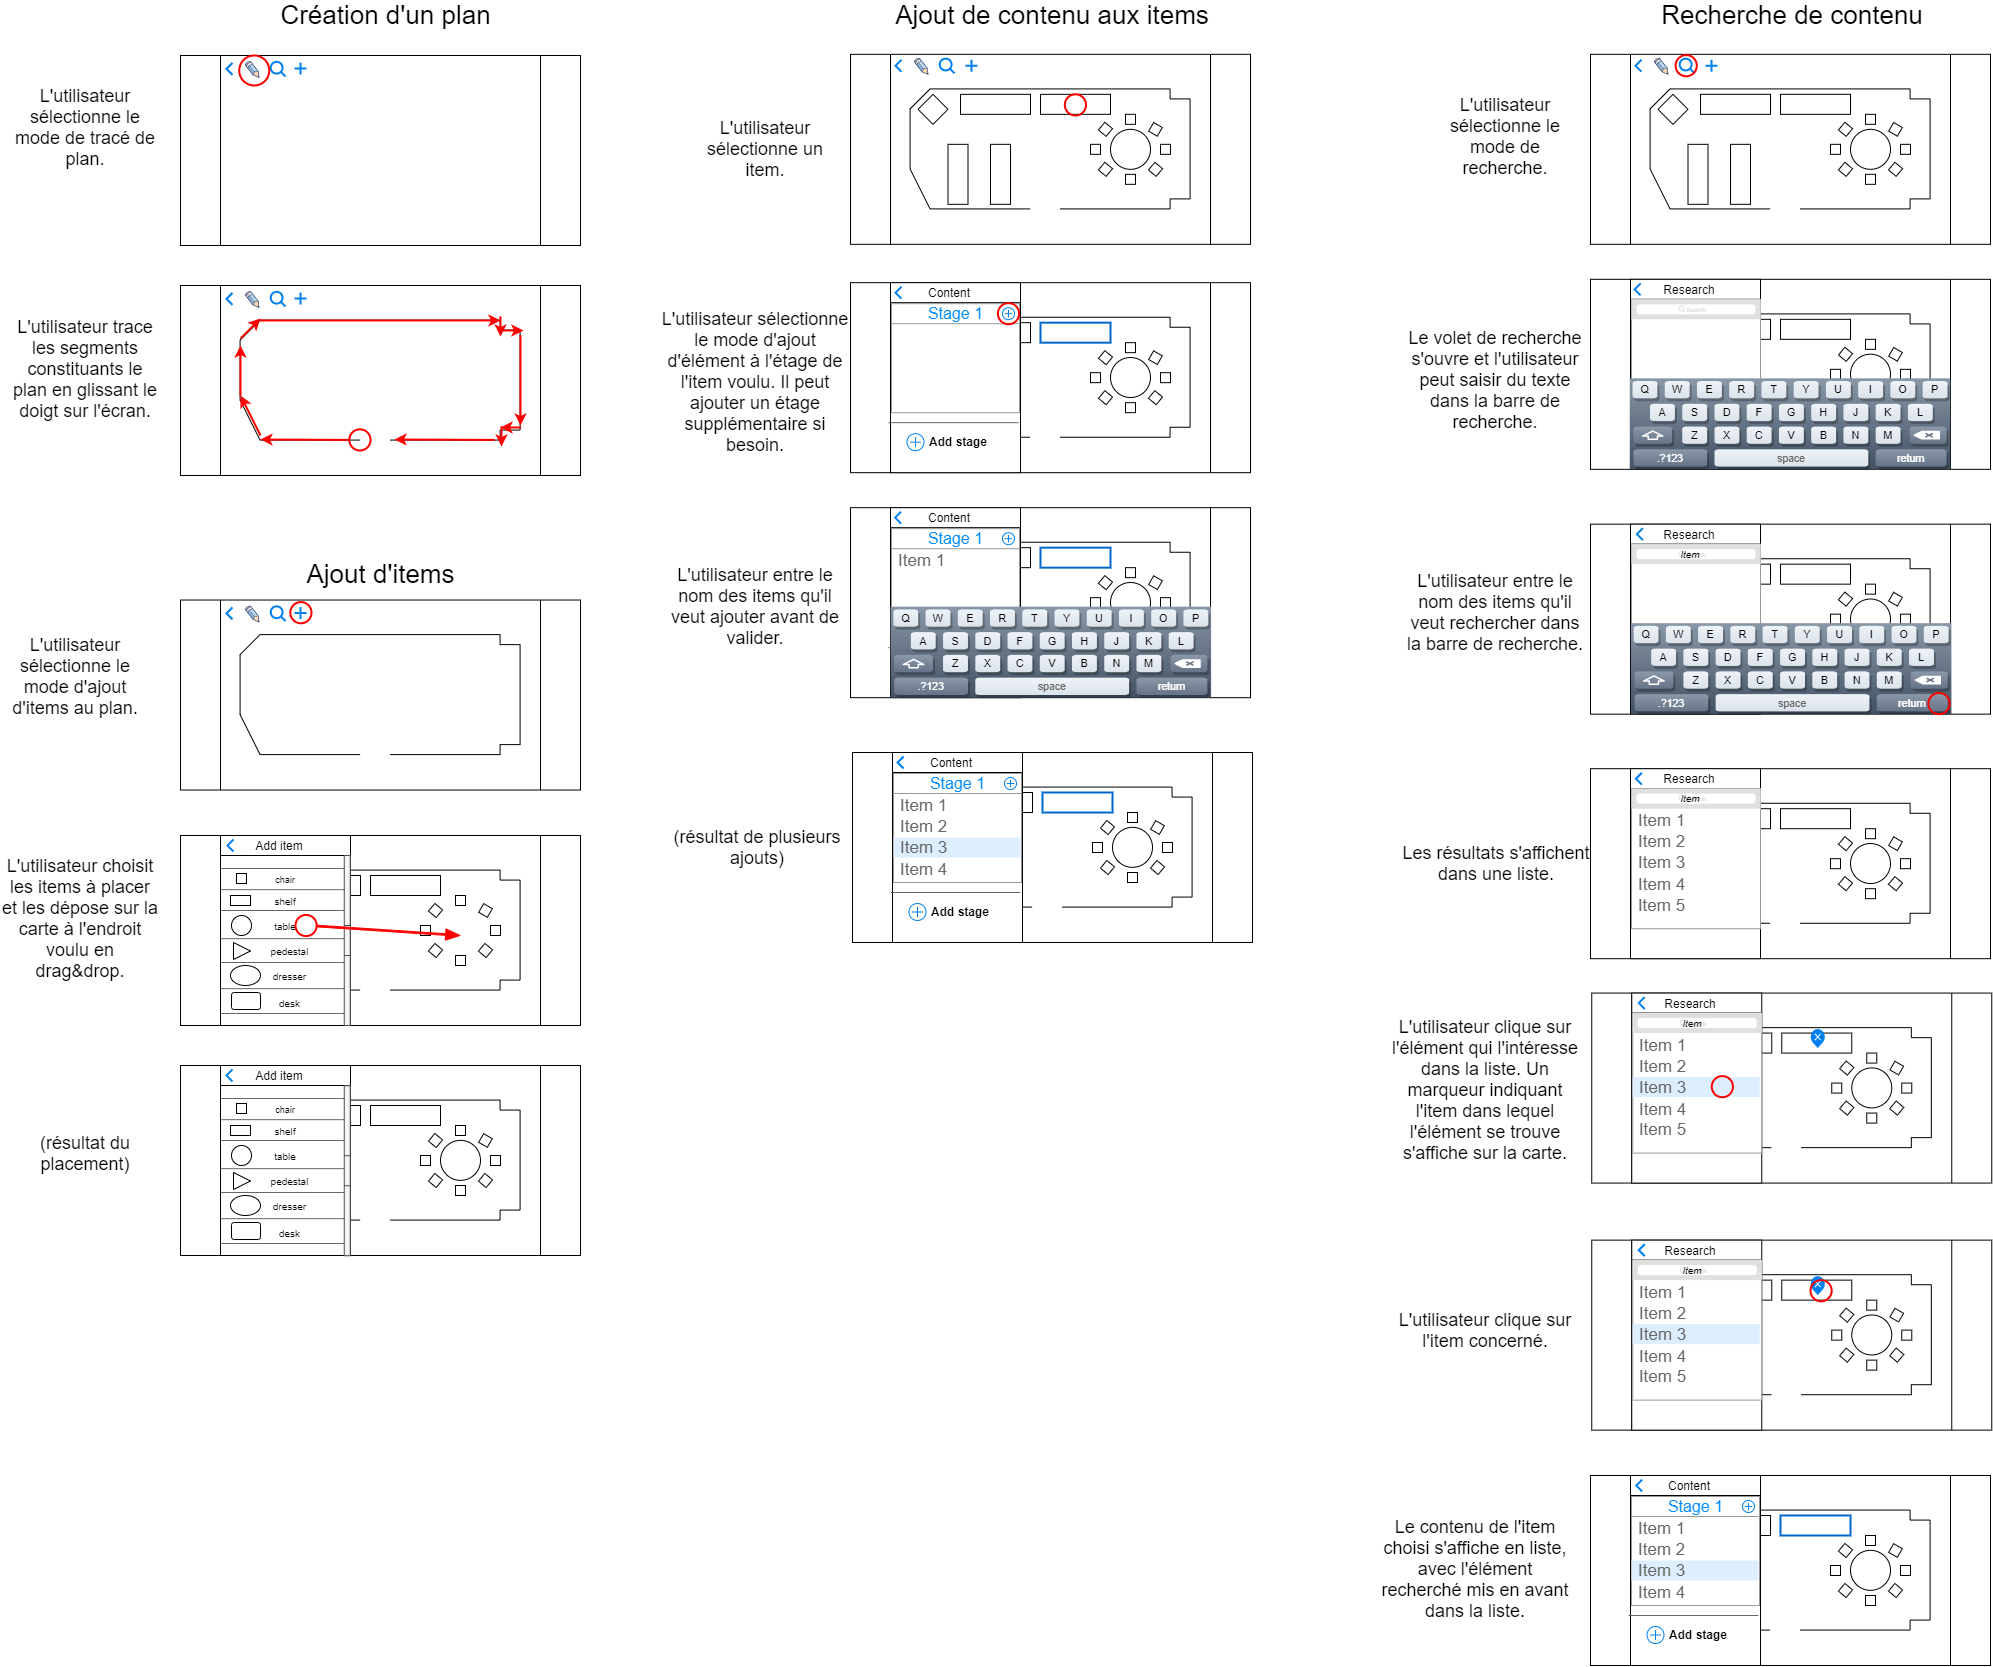 Création d'un plan
L'utilisateur
sélectionne le
mode de tracé de
plan.
L'utilisateur trace
les segments
constituants le
plan en glissant le
doigt sur l'écran.
Ajout d'items
L'utilisateur
sélectionne le
mode d'ajout
d'items au plan.
L'utilisateur choisit
les items à placer
et les dépose sur la
carte à l'endroit
voulu en
drag&drop.
Add item
chair
shelf
table
pedestal
dresser
desk
(résultat du
placement)
Add item
chair
shelf
table
pedestal
dresser
desk
Ajout de contenu aux items
L'utilisateur
sélectionne un
item.
L'utilisateur sélectionne
le mode d'ajout
d'élément à l'étage de
l'item voulu. Il peut
ajouter un étage
supplémentaire si
besoin.
Content
Stage 1
Add stage
L'utilisateur entre le
nom des items qu'il
veut ajouter avant de
valider.
Content
Stage 1
Item 1
Q W E R T Y U I O P
A S D F G H J K L
Z X C V B N M
.?123 space return
(résultat de plusieurs
ajouts)
Content
Stage 1
Item 1
Item 2
Item 3
Item 4
Add stage
Recherche de contenu
L'utilisateur
sélectionne le
mode de
recherche.
Le volet de recherche
s'ouvre et l'utilisateur
peut saisir du texte
dans la barre de
recherche.
Research
Search
Q W E R T Y U I O P
A S D F G H J K L
Z X C V B N M
.?123 space return
L'utilisateur entre le
nom des items qu'il
veut rechercher dans
la barre de recherche.
Research
Item
Q W E R T Y U I O P
A S D F G H J K L
Z X C V B N M
.?123 space return
Les résultats s'affichent
dans une liste.
Research
Item
Item 1
Item 2
Item 3
Item 4
Item 5
L'utilisateur clique sur
l'élément qui l'intéresse
dans la liste. Un
marqueur indiquant
l'item dans lequel
l'élément se trouve
s'affiche sur la carte.
Research
Item
Item 1
Item 2
Item 3
Item 4
Item 5
L'utilisateur clique sur
l'item concerné.
Research
Item
Item 1
Item 2
Item 3
Item 4
Item 5
Le contenu de l'item
choisi s'affiche en liste,
avec l'élément
recherché mis en avant
dans la liste.
Content
Stage 1
Item 1
Item 2
Item 3
Item 4
Add stage